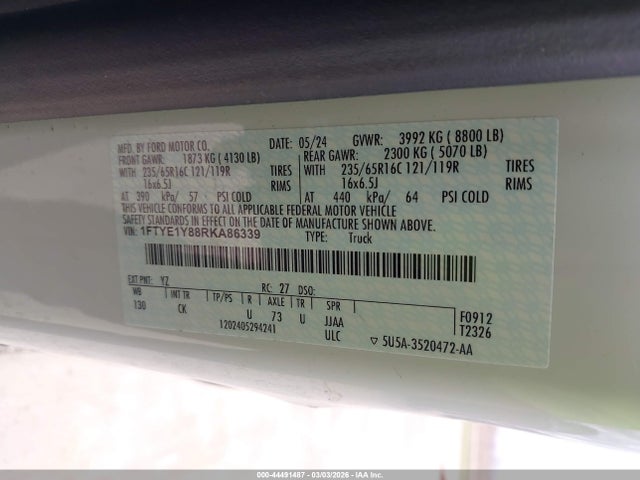 MFD. BY FORD MOTOR CO. DATE: 05/24 GVWR: 3992 KG ( 8800 LB)
FRONT GAWR: 1873 KG ( 4130 LB) REAR GAWR: 2300 KG ( 5070 LB)
WITH 235/65R16C 121/119R TIRES WITH 235/65R16C 121/119R TIRES
16x6.5J RIMS 16x6.5J RIMS
AT 390 kPa/ 57 PSI COLD AT 440 kPa/ 64 PSI COLD
THIS VEHICLE CONFORMS TO ALL APPLICABLE FEDERAL MOTOR VEHICLE
SAFETY STANDARDS IN EFFECT ON THE DATE OF MANUFACTURE SHOWN ABOVE.
VIN: 1FTYE1Y88RKA86339 TYPE: Truck
EXT PNT: YZ RC: 27 DSO:
WB INT TR TP/PS R AXLE TR SPR
130 CK U 73 U JJAA
1202405294241 ULC
F0912
T2326
▽ 5U5A-3520472-AA
000-44491487 - 03/03/2026 - IAA Inc.